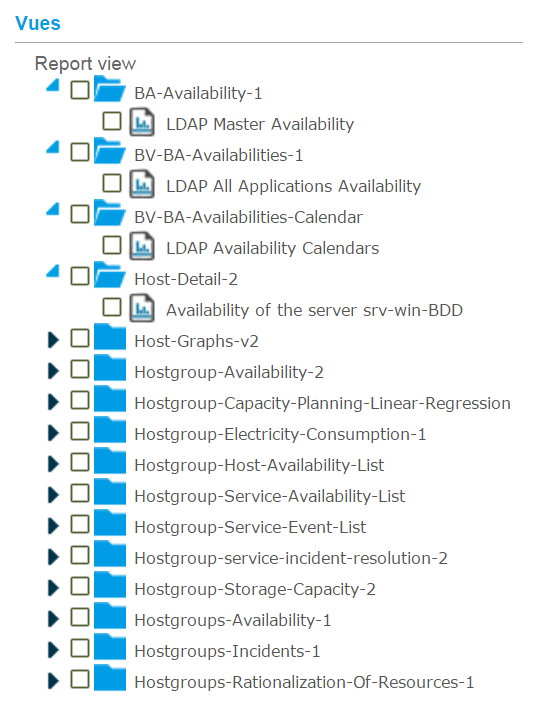 Vues
Report view
BA-Availability-1
LDAP Master Availability
BV-BA-Availabilities-1
LDAP All Applications Availability
BV-BA-Availabilities-Calendar
LDAP Availability Calendars
Host-Detail-2
Availability of the server srv-win-BDD
Host-Graphs-v2
Hostgroup-Availability-2
Hostgroup-Capacity-Planning-Linear-Regression
Hostgroup-Electricity-Consumption-1
Hostgroup-Host-Availability-List
Hostgroup-Service-Availability-List
Hostgroup-Service-Event-List
Hostgroup-service-incident-resolution-2
Hostgroup-Storage-Capacity-2
Hostgroups-Availability-1
Hostgroups-Incidents-1
Hostgroups-Rationalization-Of-Resources-1